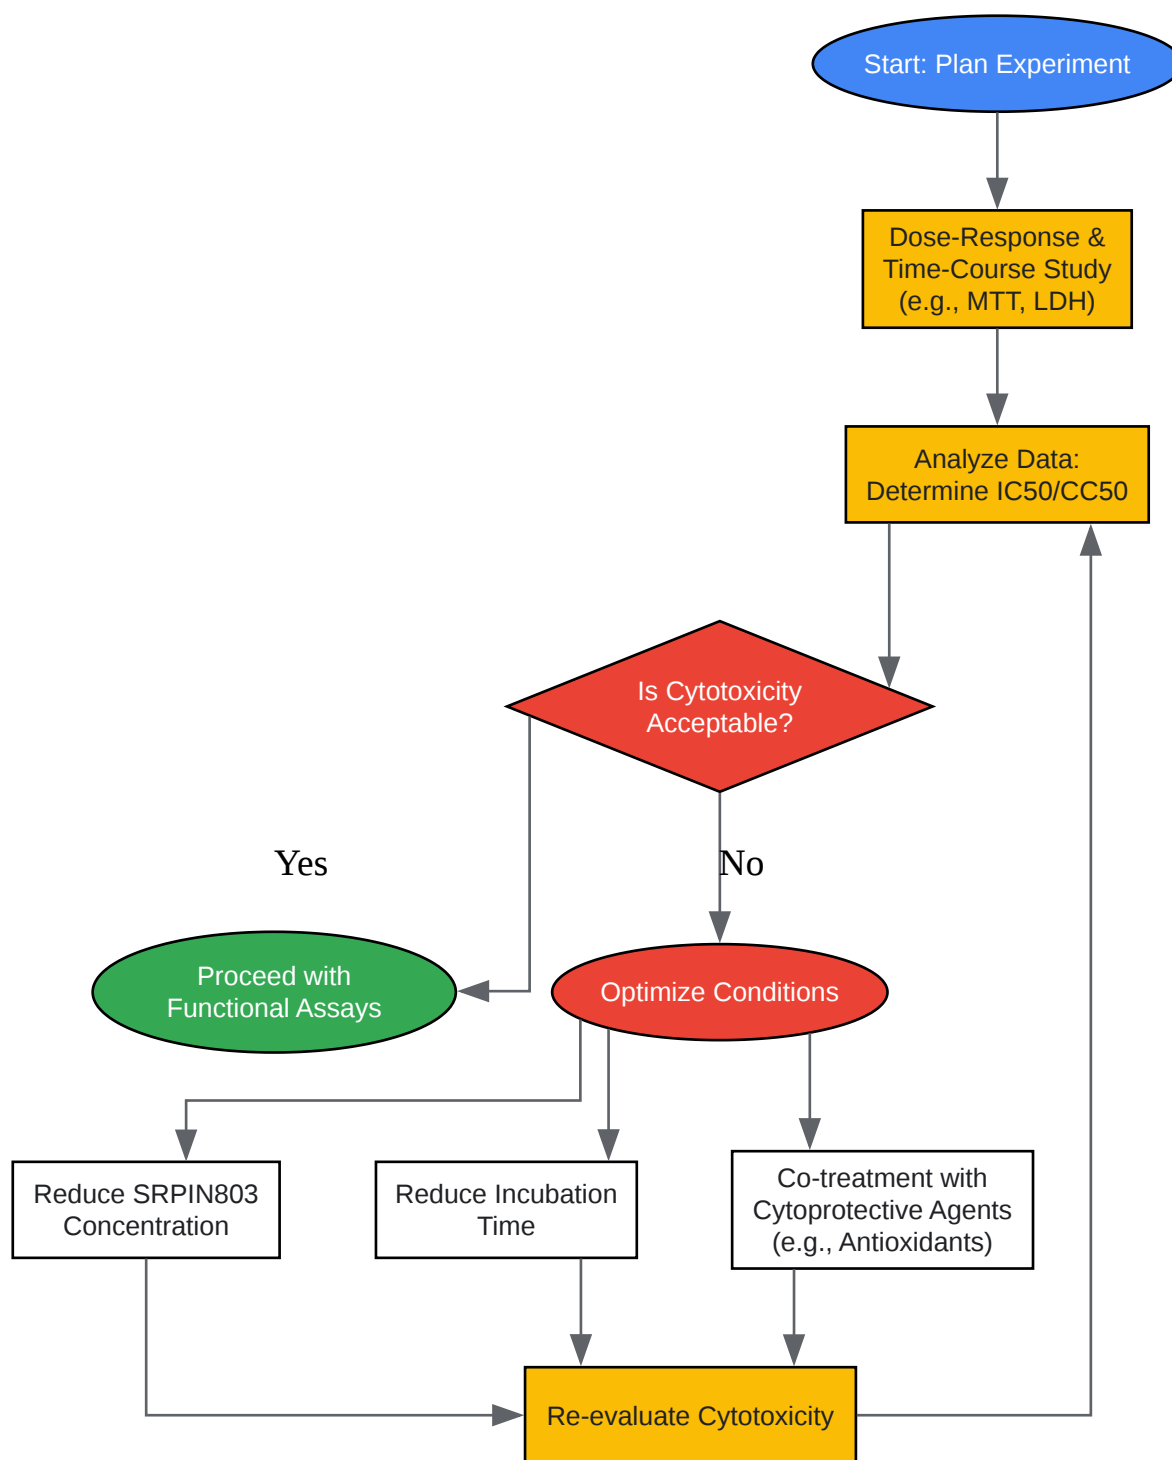 Start: Plan Experiment
Dose-Response &
Time-Course Study
(e.g., MTT, LDH)
Analyze Data:
Determine IC50/CC50
Is Cytotoxicity
Acceptable?
Yes
No
Proceed with
Functional Assays
Optimize Conditions
Reduce SRPIN803
Concentration
Reduce Incubation
Time
Co-treatment with
Cytoprotective Agents
(e.g., Antioxidants)
Re-evaluate Cytotoxicity